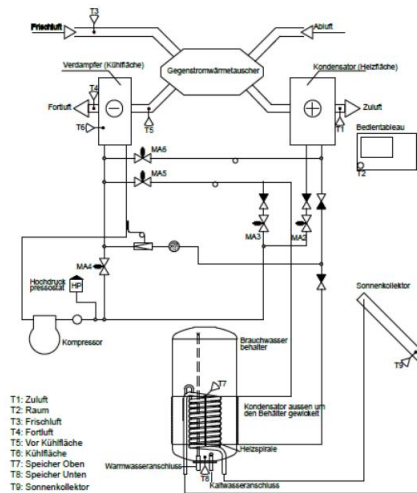 T3
Frischluft
Abluft
Verdampfer (Kühlfläche)
Kondensator (Heizfläche)
Gegenstromwärmetauscher
T4
Fortluft
Zuluft
T6
T5
T1
Bedientableau
T2
MA6
MA5
MA3
MA2
MA4
Hochdruck
pressostat
HP
Kompressor
Sonnenkollektor
Brauchwasser
behälter
T9
T7
Kondensator aussen um
den Behälter gewickelt
Heizspirale
Warmwasseranschluss
T8
Kaltwasseranschluss
T1: Zuluft
T2: Raum
T3: Frischluft
T4: Fortluft
T5: Vor Kühlfläche
T6: Kühlfläche
T7: Speicher Oben
T8: Speicher Unten
T9: Sonnenkollektor